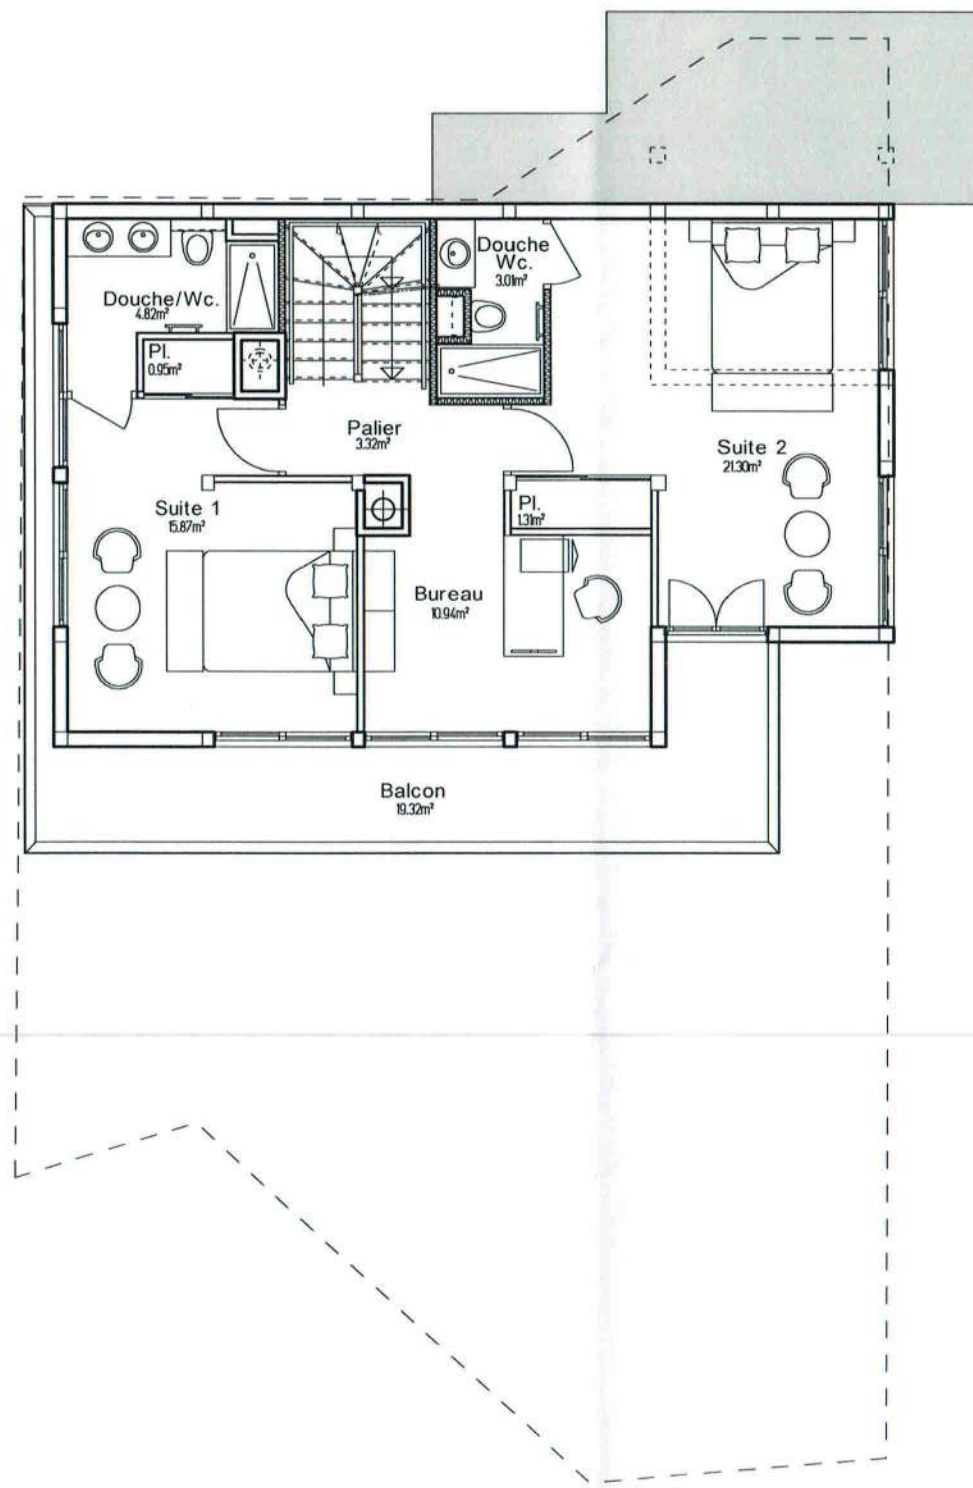 Douche
Wc.
3.01m²
Douche/Wc.
4.82m²
Pl.
0.95m²
Palier
3.32m²
Suite 2
21.30m²
Suite 1
15.87m²
Pl.
1.31m²
Bureau
10.94m²
Balcon
19.32m²